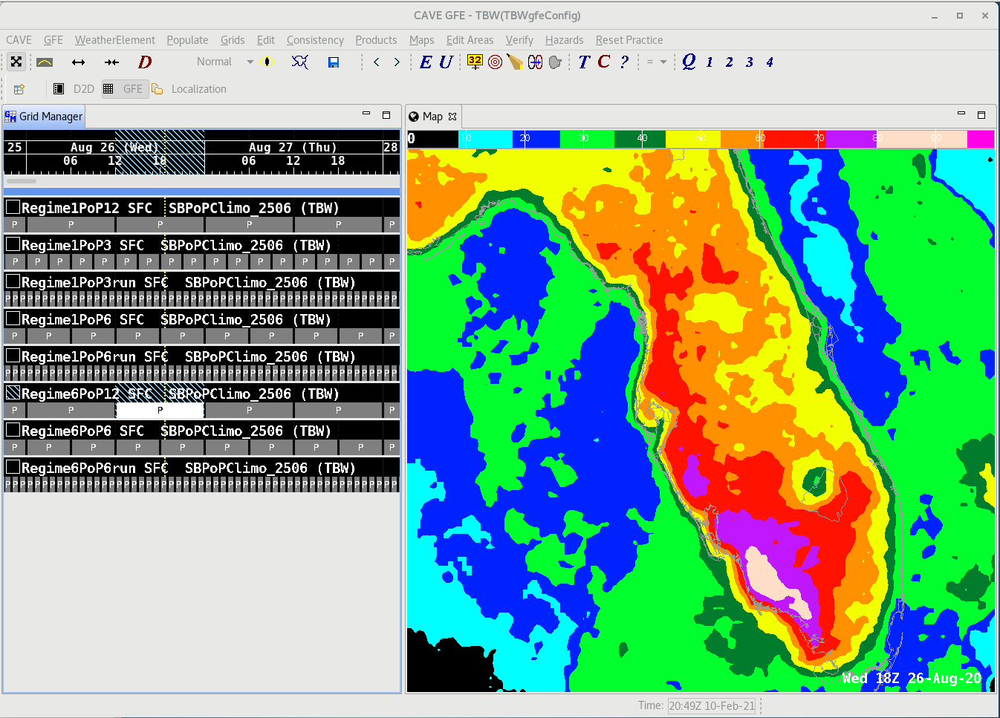 CAVE GFE - TBW(TBWgfeConfig)
CAVE GFE WeatherElement Populate Grids Edit Consistency Products Maps Edit Areas Verify Hazards Reset Practice
D Normal < > E U 32 T C ? = Q 1 2 3 4
D2D GFE Localization
GM Grid Manager
Map
25 Aug 26 (Wed) Aug 27 (Thu) 28
06 12 18 06 12 18
0 10 20 30 40 50 60 70 80 90
Regime1PoP12 SFC SBPoPClimo_2506 (TBW)
P P P P P P
Regime1PoP3 SFC SBPoPClimo_2506 (TBW)
P P P P P P P P P P P P P P P P P P
Regime1PoP3run SFC SBPoPClimo_2506 (TBW)
Regime1PoP6 SFC SBPoPClimo_2506 (TBW)
P P P P P P P P P P
Regime1PoP6run SFC SBPoPClimo_2506 (TBW)
Regime6PoP12 SFC SBPoPClimo_2506 (TBW)
P P P P P P
Regime6PoP6 SFC SBPoPClimo_2506 (TBW)
P P P P P P P P P P
Regime6PoP6run SFC SBPoPClimo_2506 (TBW)
Wed 18Z 26-Aug-20
Time: 20:49Z 10-Feb-21